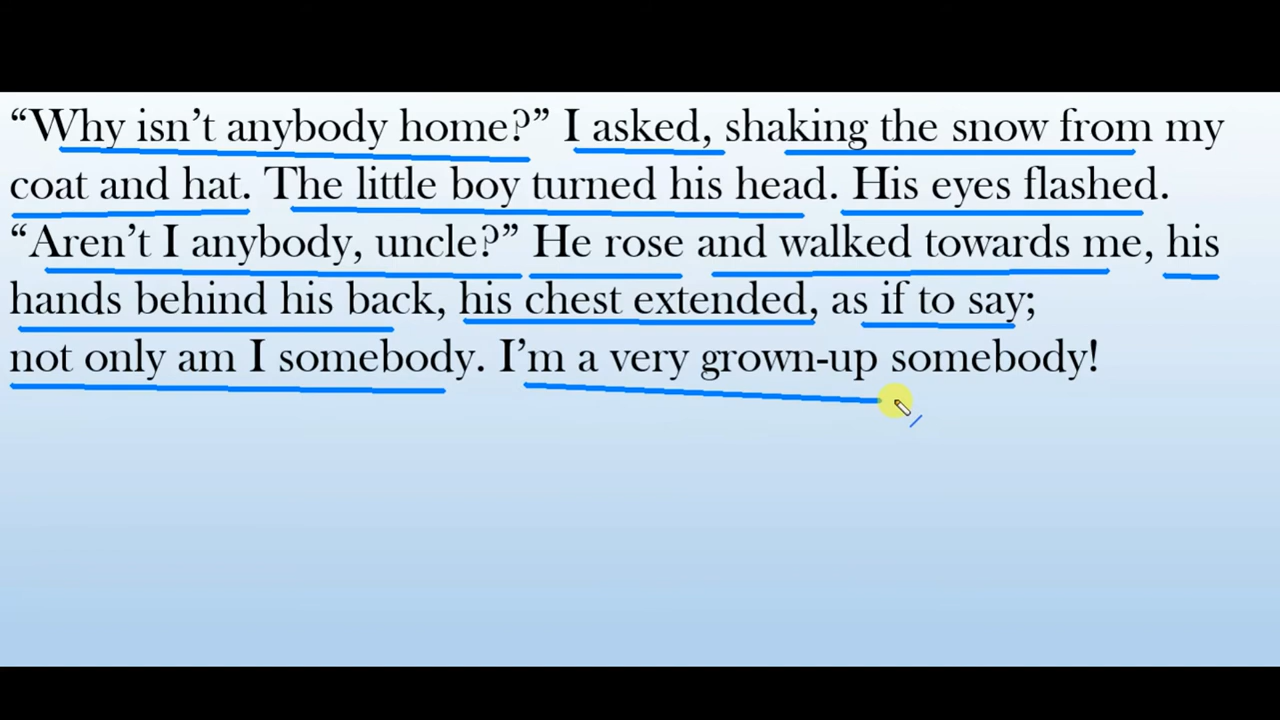 “Why isn’t anybody home?” I asked, shaking the snow from my
coat and hat. The little boy turned his head. His eyes flashed.
“Aren’t I anybody, uncle?” He rose and walked towards me, his
hands behind his back, his chest extended, as if to say;
not only am I somebody. I’m a very grown-up somebody!